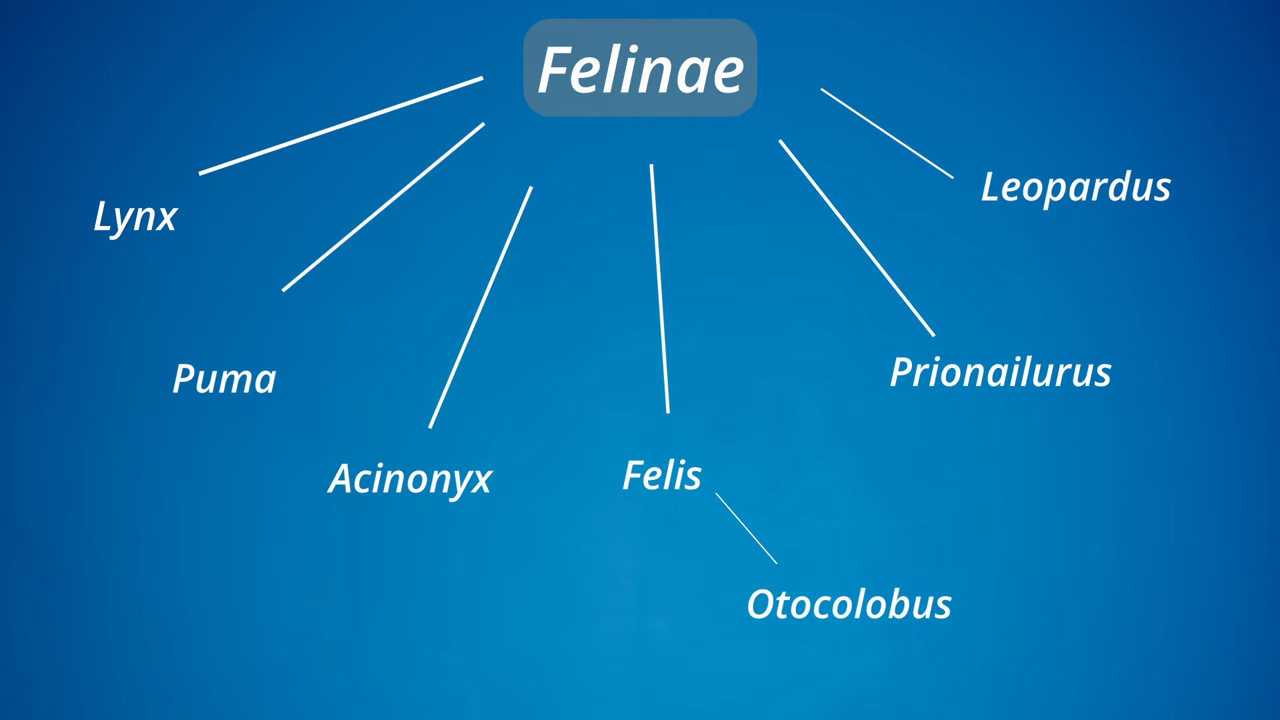 Felinae
Leopardus
Lynx
Prionailurus
Puma
Felis
Acinonyx
Otocolobus